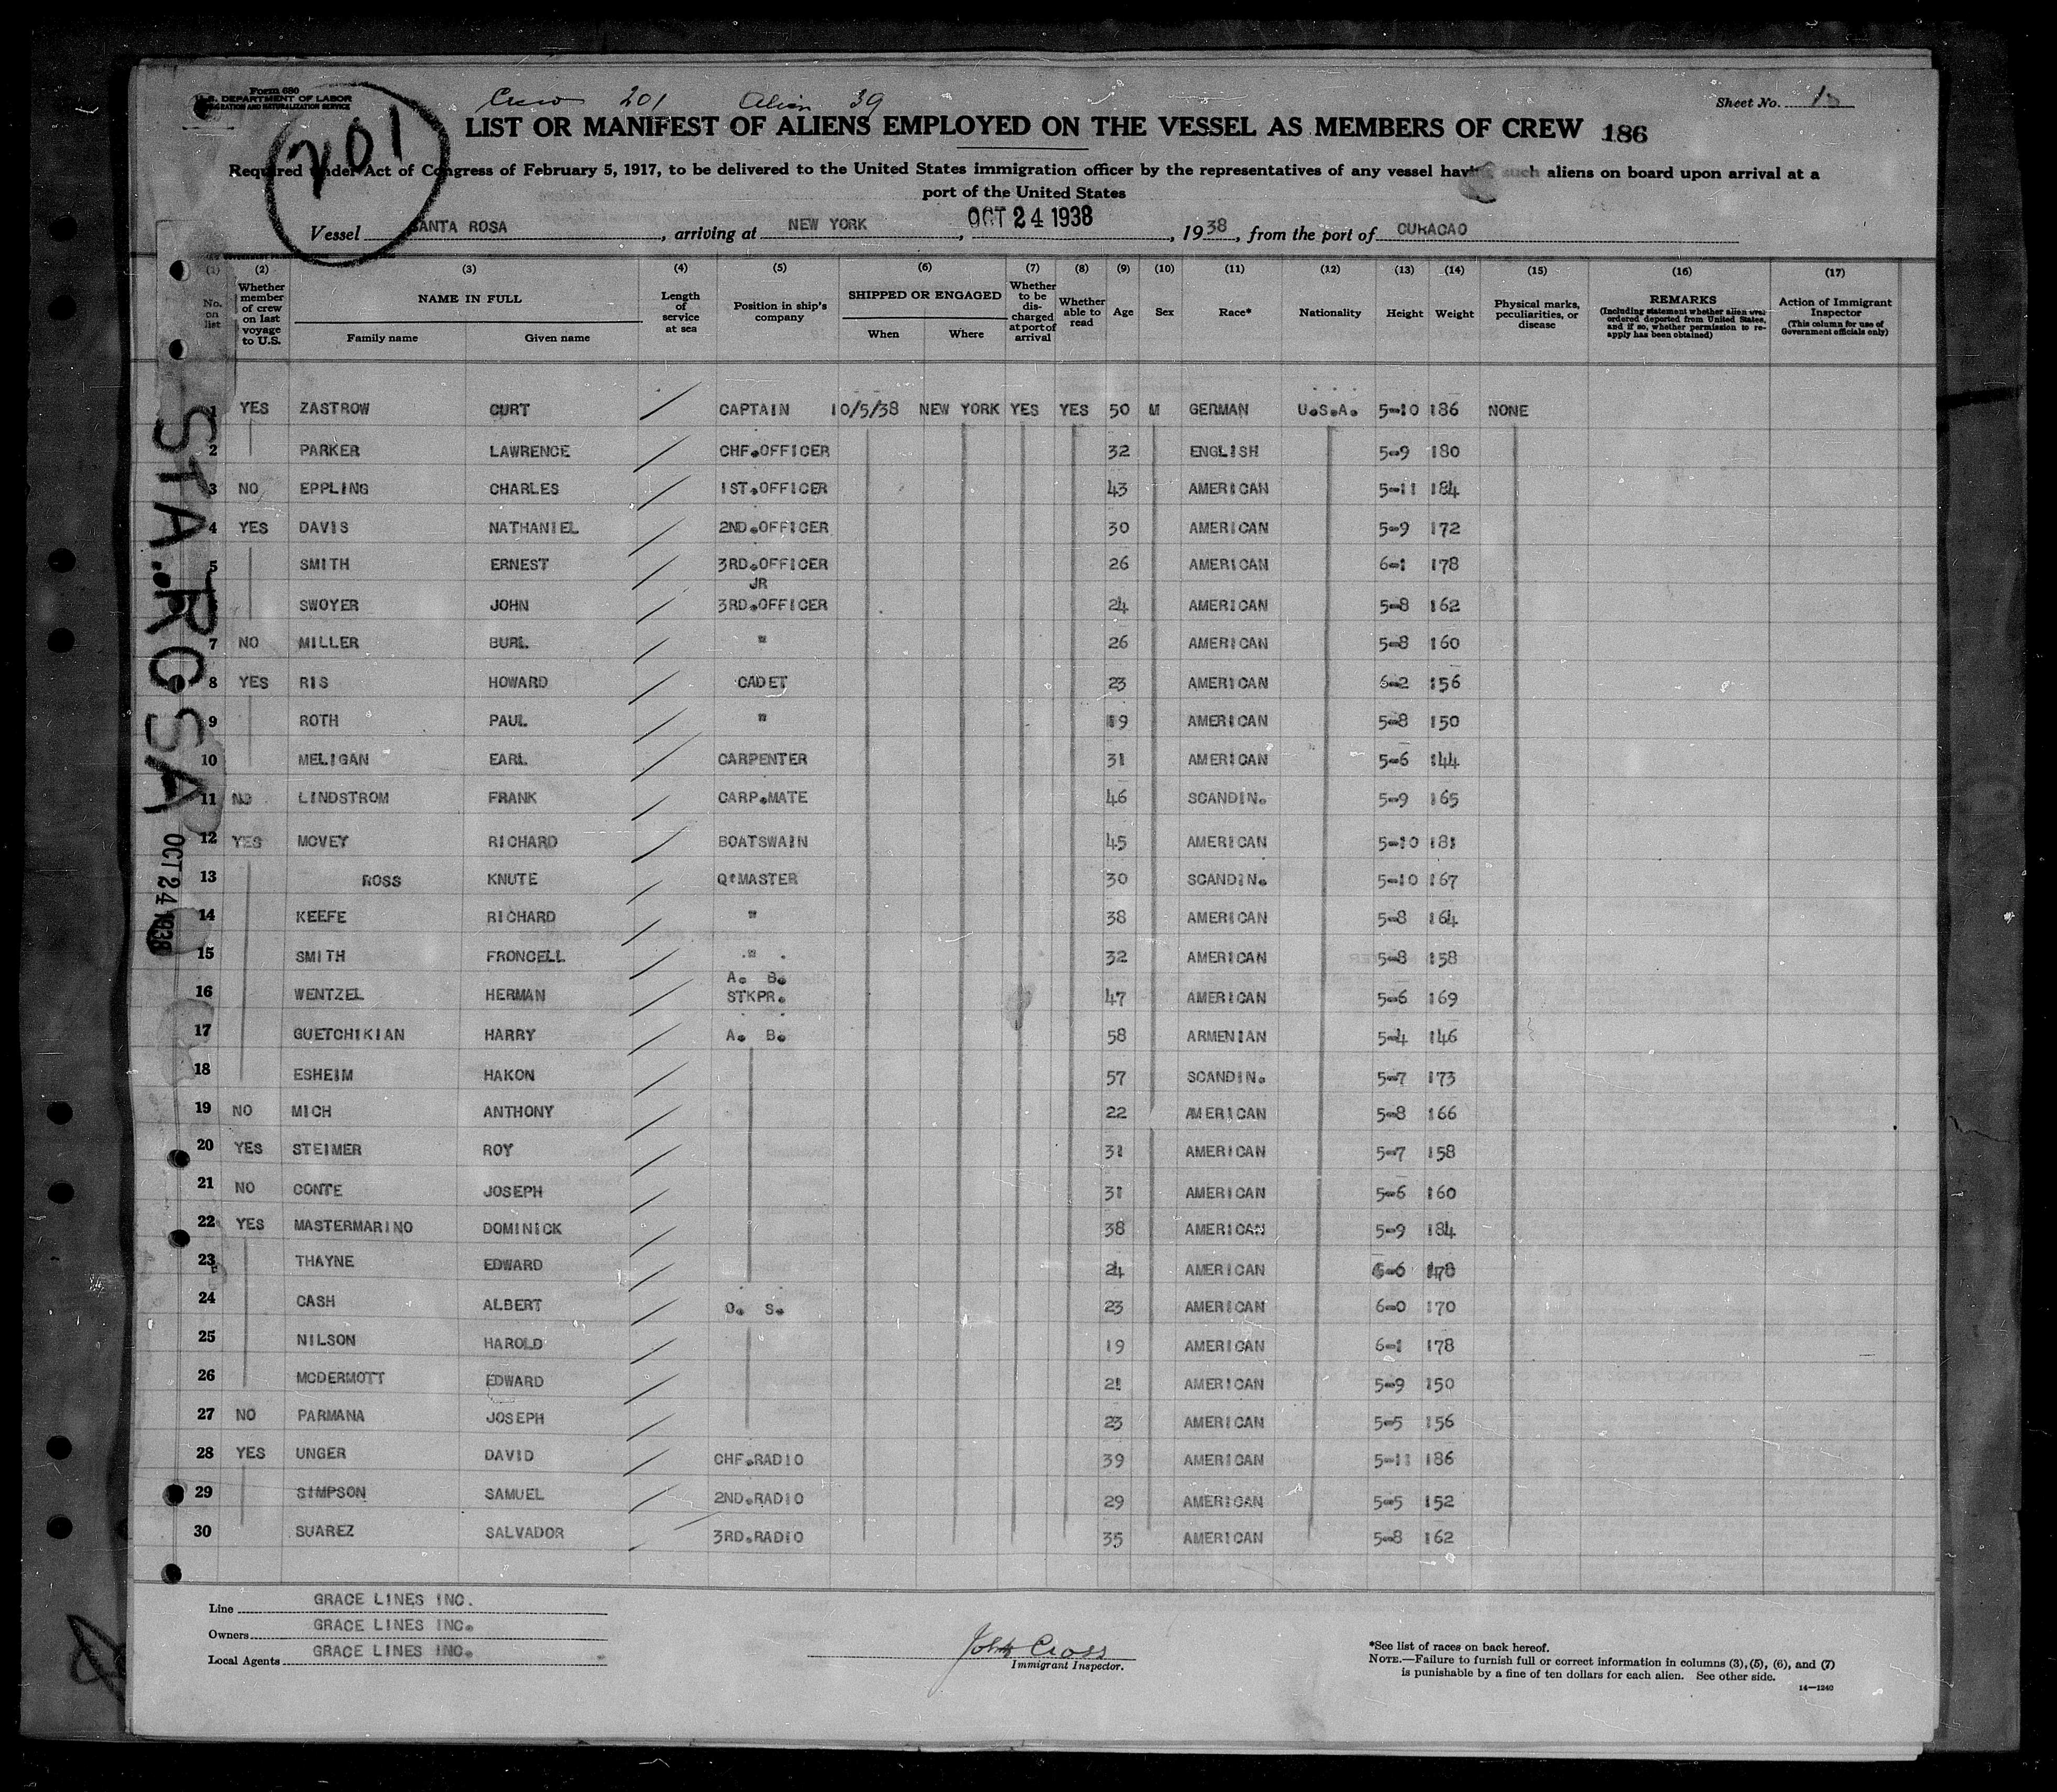 Form 680
U.S. DEPARTMENT OF LABOR
IMMIGRATION AND NATURALIZATION SERVICE
201
Crew 201 Alien 39
Sheet No.
LIST OR MANIFEST OF ALIENS EMPLOYED ON THE VESSEL AS MEMBERS OF CREW 186
Required under Act of Congress of February 5, 1917, to be delivered to the United States immigration officer by the representatives of any vessel having such aliens on board upon arrival at a
port of the United States
Vessel SANTA ROSA, arriving at NEW YORK, OCT 24 1938, 1938, from the port of CURACAO
(1) (2) (3) (4) (5) (6) (7) (8) (9) (10) (11) (12) (13) (14) (15) (16) (17)
No. on list
Whether member of crew on last voyage to U.S.
NAME IN FULL
Family name Given name
Length of service at sea
Position in ship's company
SHIPPED OR ENGAGED
When Where
Whether to be discharged at port of arrival
Whether able to read
Age
Sex
Race*
Nationality
Height
Weight
Physical marks, peculiarities, or disease
REMARKS
(Including statement whether alien ever ordered deported from United States, and if so, whether permission to reapply has been obtained)
Action of Immigrant Inspector
(This column for use of Government officials only)
1 YES ZASTROW CURT CAPTAIN 10/5/38 NEW YORK YES YES 50 M GERMAN U.S.A. 5-10 186 NONE
2 PARKER LAWRENCE CHF.OFFICER 32 ENGLISH 5-9 180
3 NO EPPLING CHARLES 1ST.OFFICER 43 AMERICAN 5-11 184
4 YES DAVIS NATHANIEL 2ND.OFFICER 30 AMERICAN 5-9 172
5 SMITH ERNEST 3RD.OFFICER 26 AMERICAN 6-1 178
JR
SWOYER JOHN 3RD.OFFICER 24 AMERICAN 5-8 162
7 NO MILLER BURL " 26 AMERICAN 5-8 160
8 YES RIS HOWARD CADET 23 AMERICAN 6-2 156
9 ROTH PAUL " 19 AMERICAN 5-8 150
10 MELIGAN EARL CARPENTER 31 AMERICAN 5-6 144
11 NO LINDSTROM FRANK CARP.MATE 46 SCANDIN. 5-9 165
12 YES MCVEY RICHARD BOATSWAIN 45 AMERICAN 5-10 181
13 ROSS KNUTE Q'MASTER 30 SCANDIN. 5-10 167
14 KEEFE RICHARD " 38 AMERICAN 5-8 164
15 SMITH FRONCELL " 32 AMERICAN 5-8 158
A. B.
16 WENTZEL HERMAN STKPR. 47 AMERICAN 5-6 169
17 GUETCHIKIAN HARRY A. B. 58 ARMENIAN 5-4 146
18 ESHEIM HAKON 57 SCANDIN. 5-7 173
19 NO MICH ANTHONY 22 AMERICAN 5-8 166
20 YES STEIMER ROY 31 AMERICAN 5-7 158
21 NO CONTE JOSEPH 31 AMERICAN 5-6 160
22 YES MASTERMARINO DOMINICK 38 AMERICAN 5-9 184
23 THAYNE EDWARD 24 AMERICAN 6-6 178
24 CASH ALBERT O. S. 23 AMERICAN 6-0 170
25 NILSON HAROLD 19 AMERICAN 6-1 178
26 MCDERMOTT EDWARD 21 AMERICAN 5-9 150
27 NO PARMANA JOSEPH 23 AMERICAN 5-5 156
28 YES UNGER DAVID CHF.RADIO 39 AMERICAN 5-11 186
29 SIMPSON SAMUEL 2ND.RADIO 29 AMERICAN 5-5 152
30 SUAREZ SALVADOR 3RD.RADIO 35 AMERICAN 5-8 162
STA. ROSA
OCT 24 1938
Line GRACE LINES INC.
Owners GRACE LINES INC.
Local Agents GRACE LINES INC.
John Cross
Immigrant Inspector.
*See list of races on back hereof.
NOTE.—Failure to furnish full or correct information in columns (3), (5), (6), and (7)
is punishable by a fine of ten dollars for each alien. See other side.
14—1240